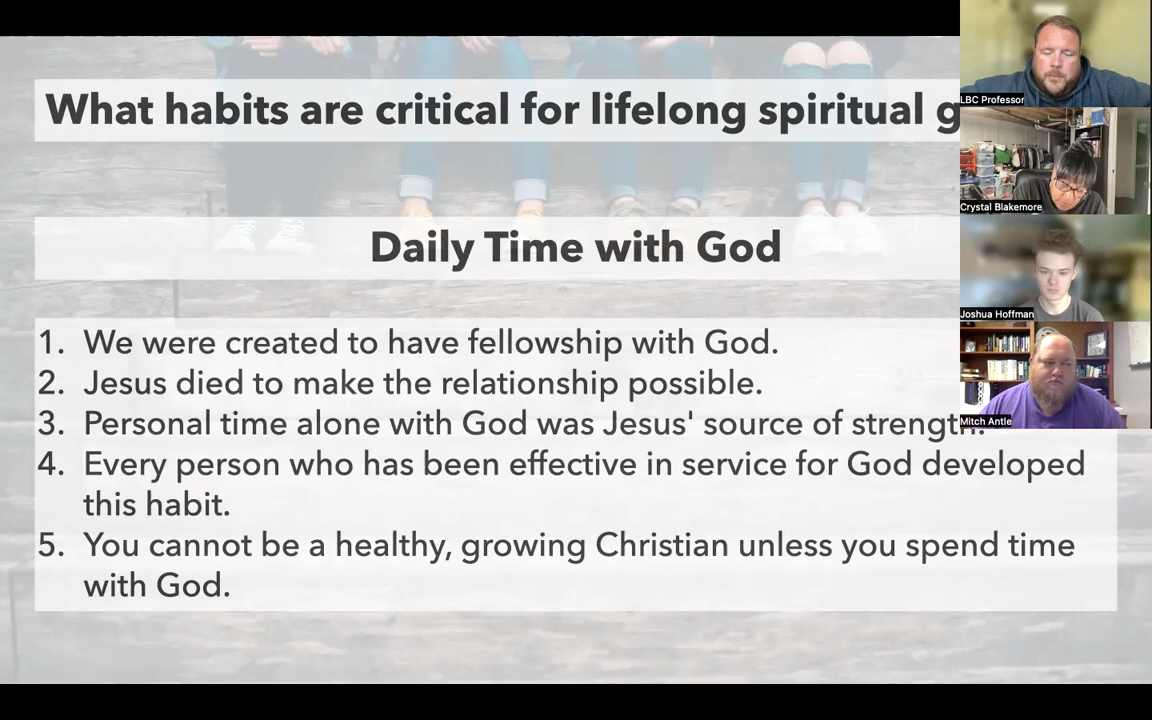 What habits are critical for lifelong spiritual
Daily Time with God
1. We were created to have fellowship with God.
2. Jesus died to make the relationship possible.
3. Personal time alone with God was Jesus' source of strength.
4. Every person who has been effective in service for God developed
this habit.
5. You cannot be a healthy, growing Christian unless you spend time
with God.
LBC Professor
Crystal Blakemore
Joshua Hoffman
Mitch Antle